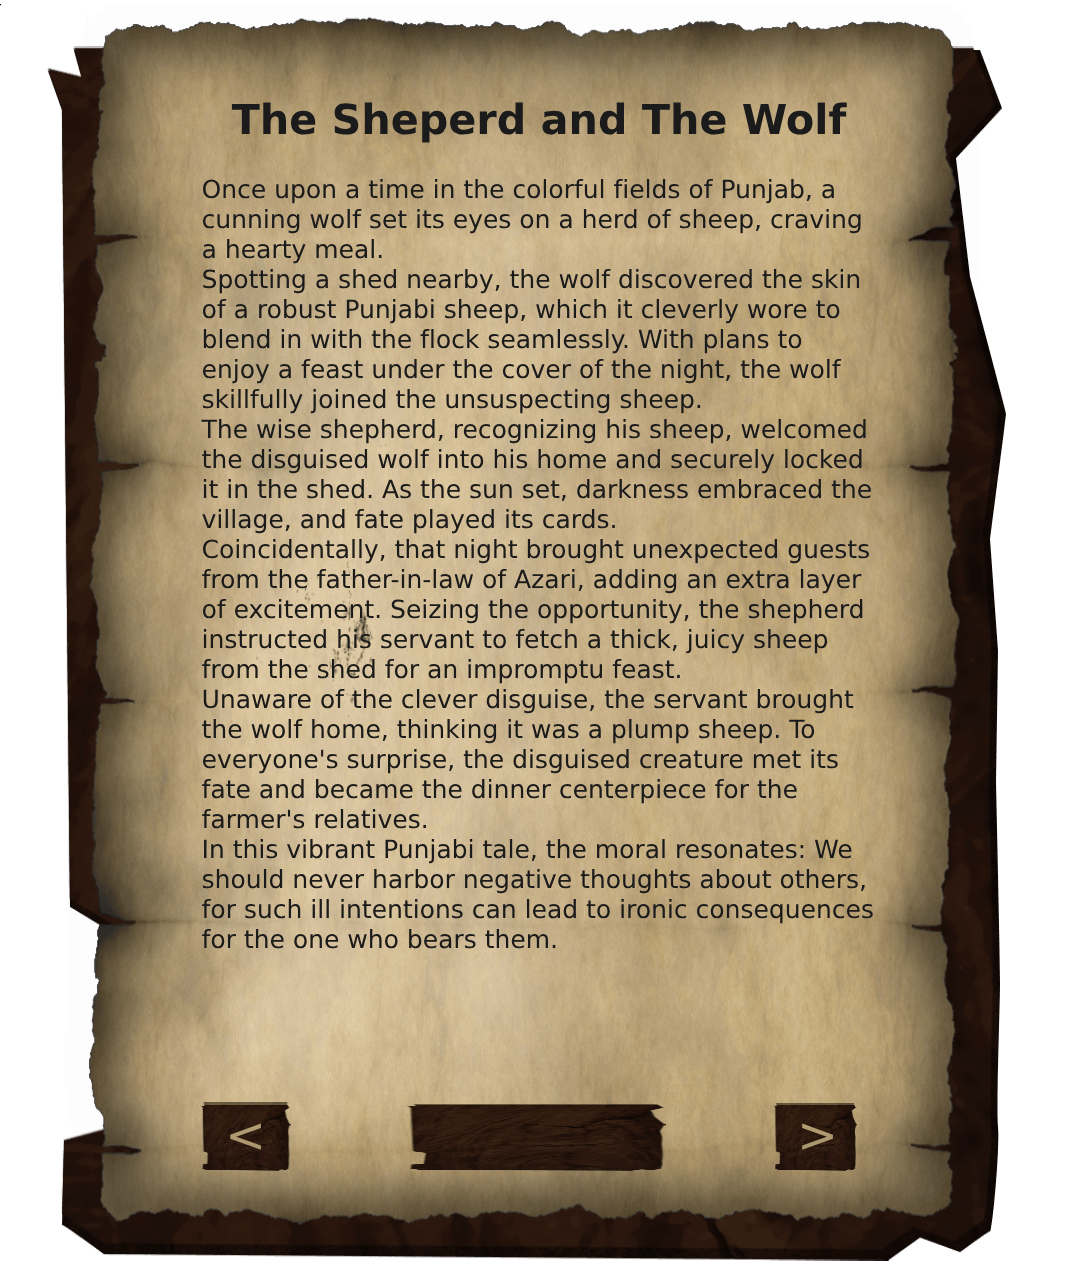 The Sheperd and The Wolf
Once upon a time in the colorful fields of Punjab, a
cunning wolf set its eyes on a herd of sheep, craving
a hearty meal.
Spotting a shed nearby, the wolf discovered the skin
of a robust Punjabi sheep, which it cleverly wore to
blend in with the flock seamlessly. With plans to
enjoy a feast under the cover of the night, the wolf
skillfully joined the unsuspecting sheep.
The wise shepherd, recognizing his sheep, welcomed
the disguised wolf into his home and securely locked
it in the shed. As the sun set, darkness embraced the
village, and fate played its cards.
Coincidentally, that night brought unexpected guests
from the father-in-law of Azari, adding an extra layer
of excitement. Seizing the opportunity, the shepherd
instructed his servant to fetch a thick, juicy sheep
from the shed for an impromptu feast.
Unaware of the clever disguise, the servant brought
the wolf home, thinking it was a plump sheep. To
everyone's surprise, the disguised creature met its
fate and became the dinner centerpiece for the
farmer's relatives.
In this vibrant Punjabi tale, the moral resonates: We
should never harbor negative thoughts about others,
for such ill intentions can lead to ironic consequences
for the one who bears them.
< >